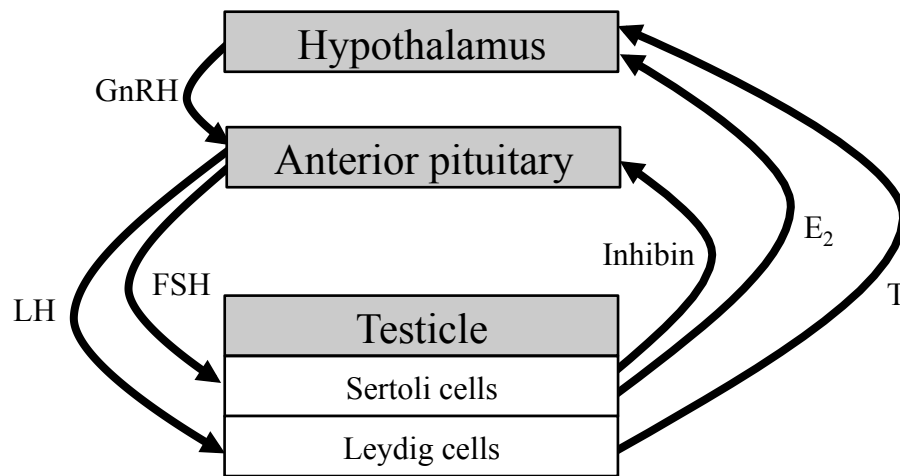 Hypothalamus
GnRH
Anterior pituitary
Inhibin
E₂
FSH
LH
T
Testicle
Sertoli cells
Leydig cells